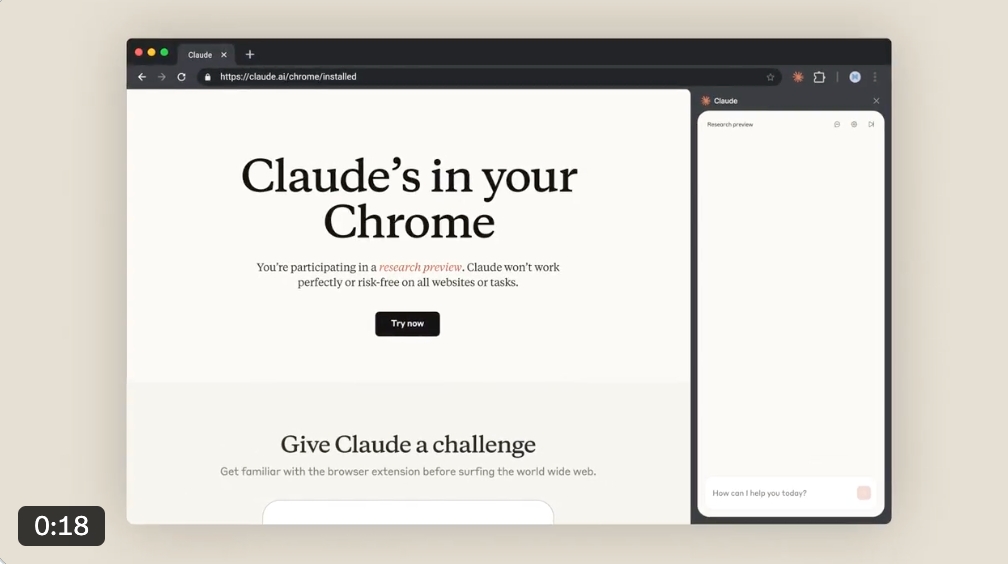 Claude
https://claude.ai/chrome/installed
Claude
Research preview
Claude’s in your
Chrome
You’re participating in a research preview. Claude won’t work
perfectly or risk-free on all websites or tasks.
Try now
Give Claude a challenge
Get familiar with the browser extension before surfing the world wide web.
How can I help you today?
0:18